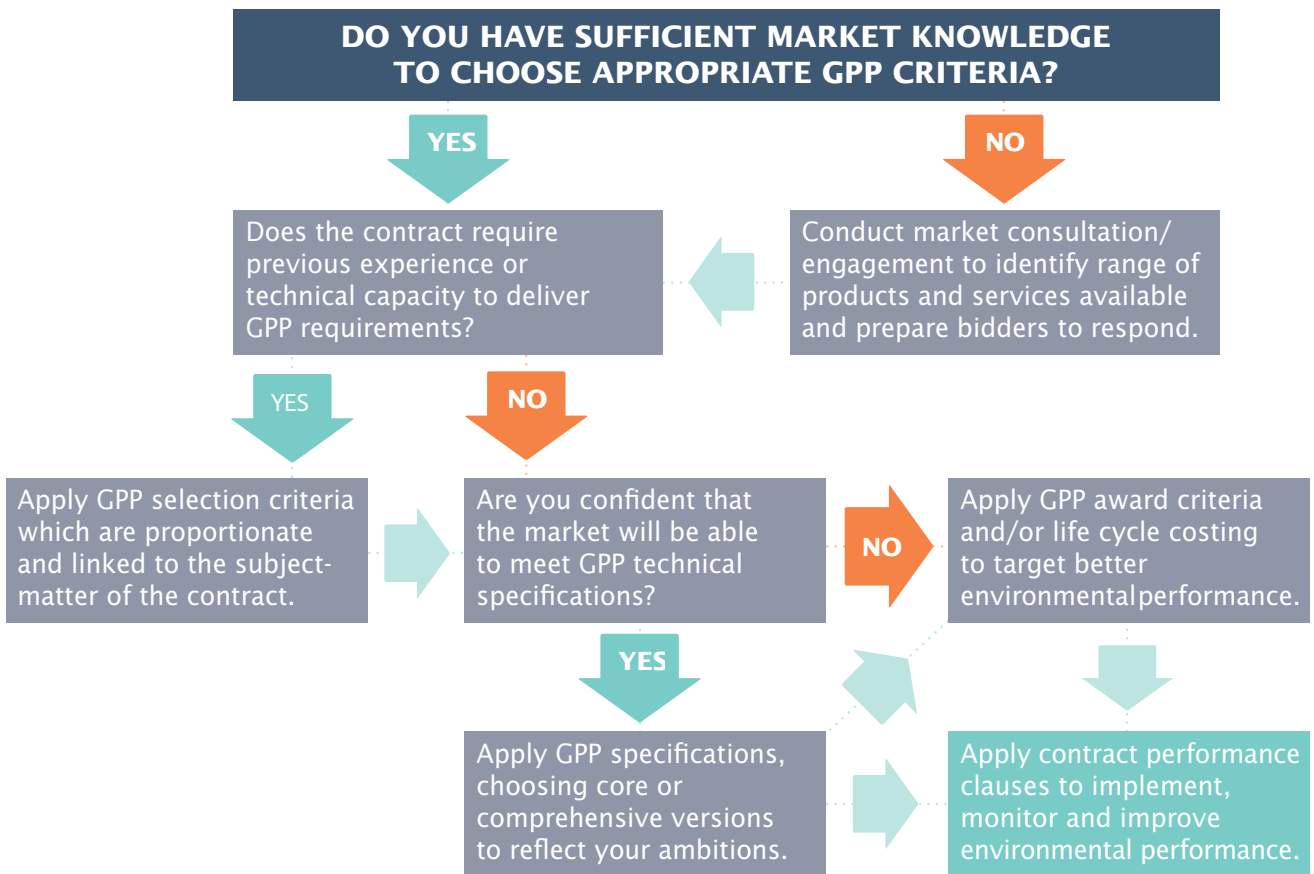 DO YOU HAVE SUFFICIENT MARKET KNOWLEDGE
TO CHOOSE APPROPRIATE GPP CRITERIA?
YES
NO
Does the contract require
previous experience or
technical capacity to deliver
GPP requirements?
Conduct market consultation/
engagement to identify range of
products and services available
and prepare bidders to respond.
YES
NO
Apply GPP selection criteria
which are proportionate
and linked to the subject-
matter of the contract.
Are you confident that
the market will be able
to meet GPP technical
specifications?
NO
Apply GPP award criteria
and/or life cycle costing
to target better
environmental performance.
YES
Apply GPP specifications,
choosing core or
comprehensive versions
to reflect your ambitions.
Apply contract performance
clauses to implement,
monitor and improve
environmental performance.